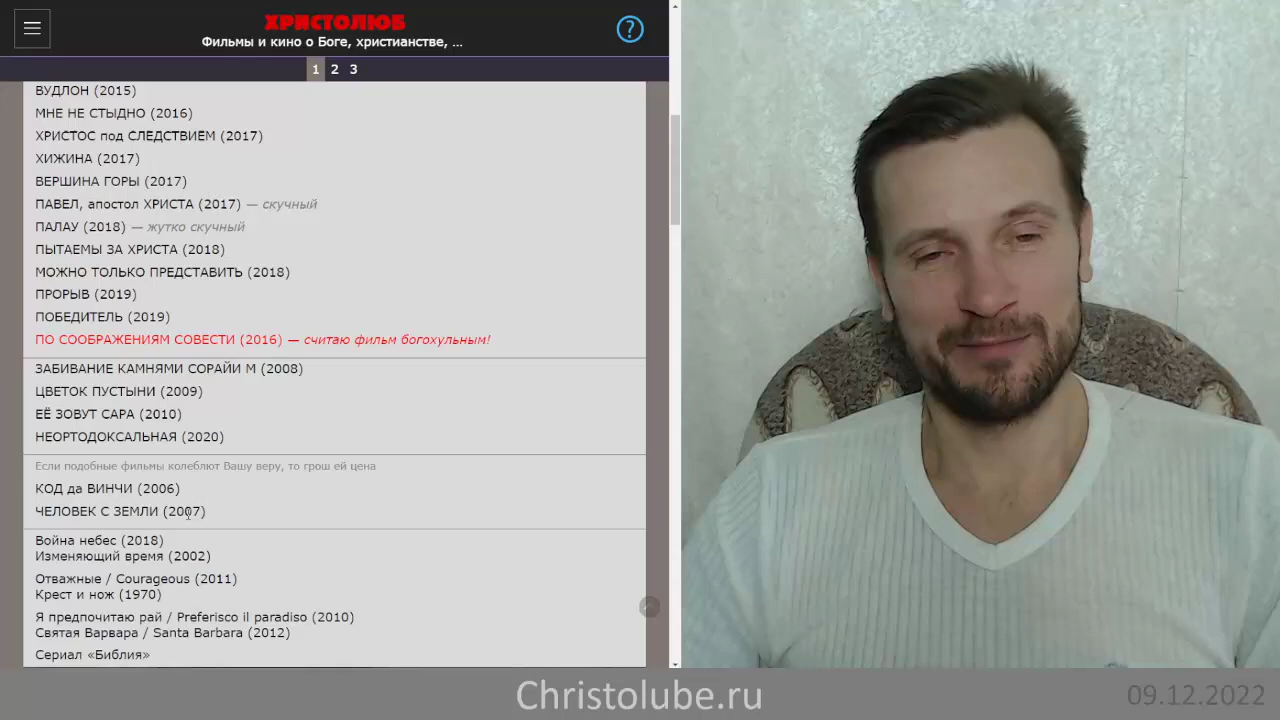 ХРИСТОЛЮБ
Фильмы и кино о Боге, христианстве, ...
1 2 3
ВУДЛОН (2015)
МНЕ НЕ СТЫДНО (2016)
ХРИСТОС под СЛЕДСТВИЕМ (2017)
ХИЖИНА (2017)
ВЕРШИНА ГОРЫ (2017)
ПАВЕЛ, апостол ХРИСТА (2017) — скучный
ПАЛАУ (2018) — жутко скучный
ПЫТАЕМЫ ЗА ХРИСТА (2018)
МОЖНО ТОЛЬКО ПРЕДСТАВИТЬ (2018)
ПРОРЫВ (2019)
ПОБЕДИТЕЛЬ (2019)
ПО СООБРАЖЕНИЯМ СОВЕСТИ (2016) — считаю фильм богохульным!
ЗАБИВАНИЕ КАМНЯМИ СОРАЙИ М (2008)
ЦВЕТОК ПУСТЫНИ (2009)
ЕЁ ЗОВУТ САРА (2010)
НЕОРТОДОКСАЛЬНАЯ (2020)
Если подобные фильмы колеблют Вашу веру, то грош ей цена
КОД да ВИНЧИ (2006)
ЧЕЛОВЕК С ЗЕМЛИ (2007)
Война небес (2018)
Изменяющий время (2002)
Отважные / Courageous (2011)
Крест и нож (1970)
Я предпочитаю рай / Preferisco il paradiso (2010)
Святая Варвара / Santa Barbara (2012)
Сериал «Библия»
Christolube.ru
09.12.2022